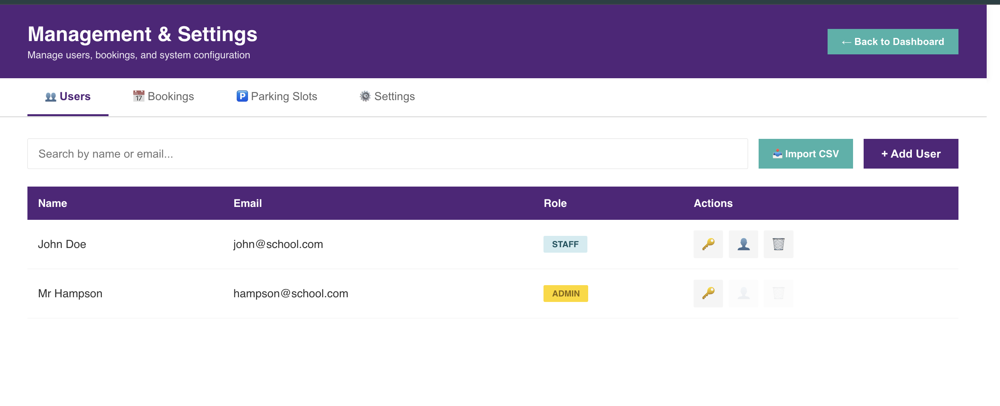 Management & Settings
Manage users, bookings, and system configuration
← Back to Dashboard
Users
17 Bookings
P Parking Slots
Settings
Search by name or email...
Import CSV
+ Add User
Name Email Role Actions
John Doe john@school.com STAFF
Mr Hampson hampson@school.com ADMIN